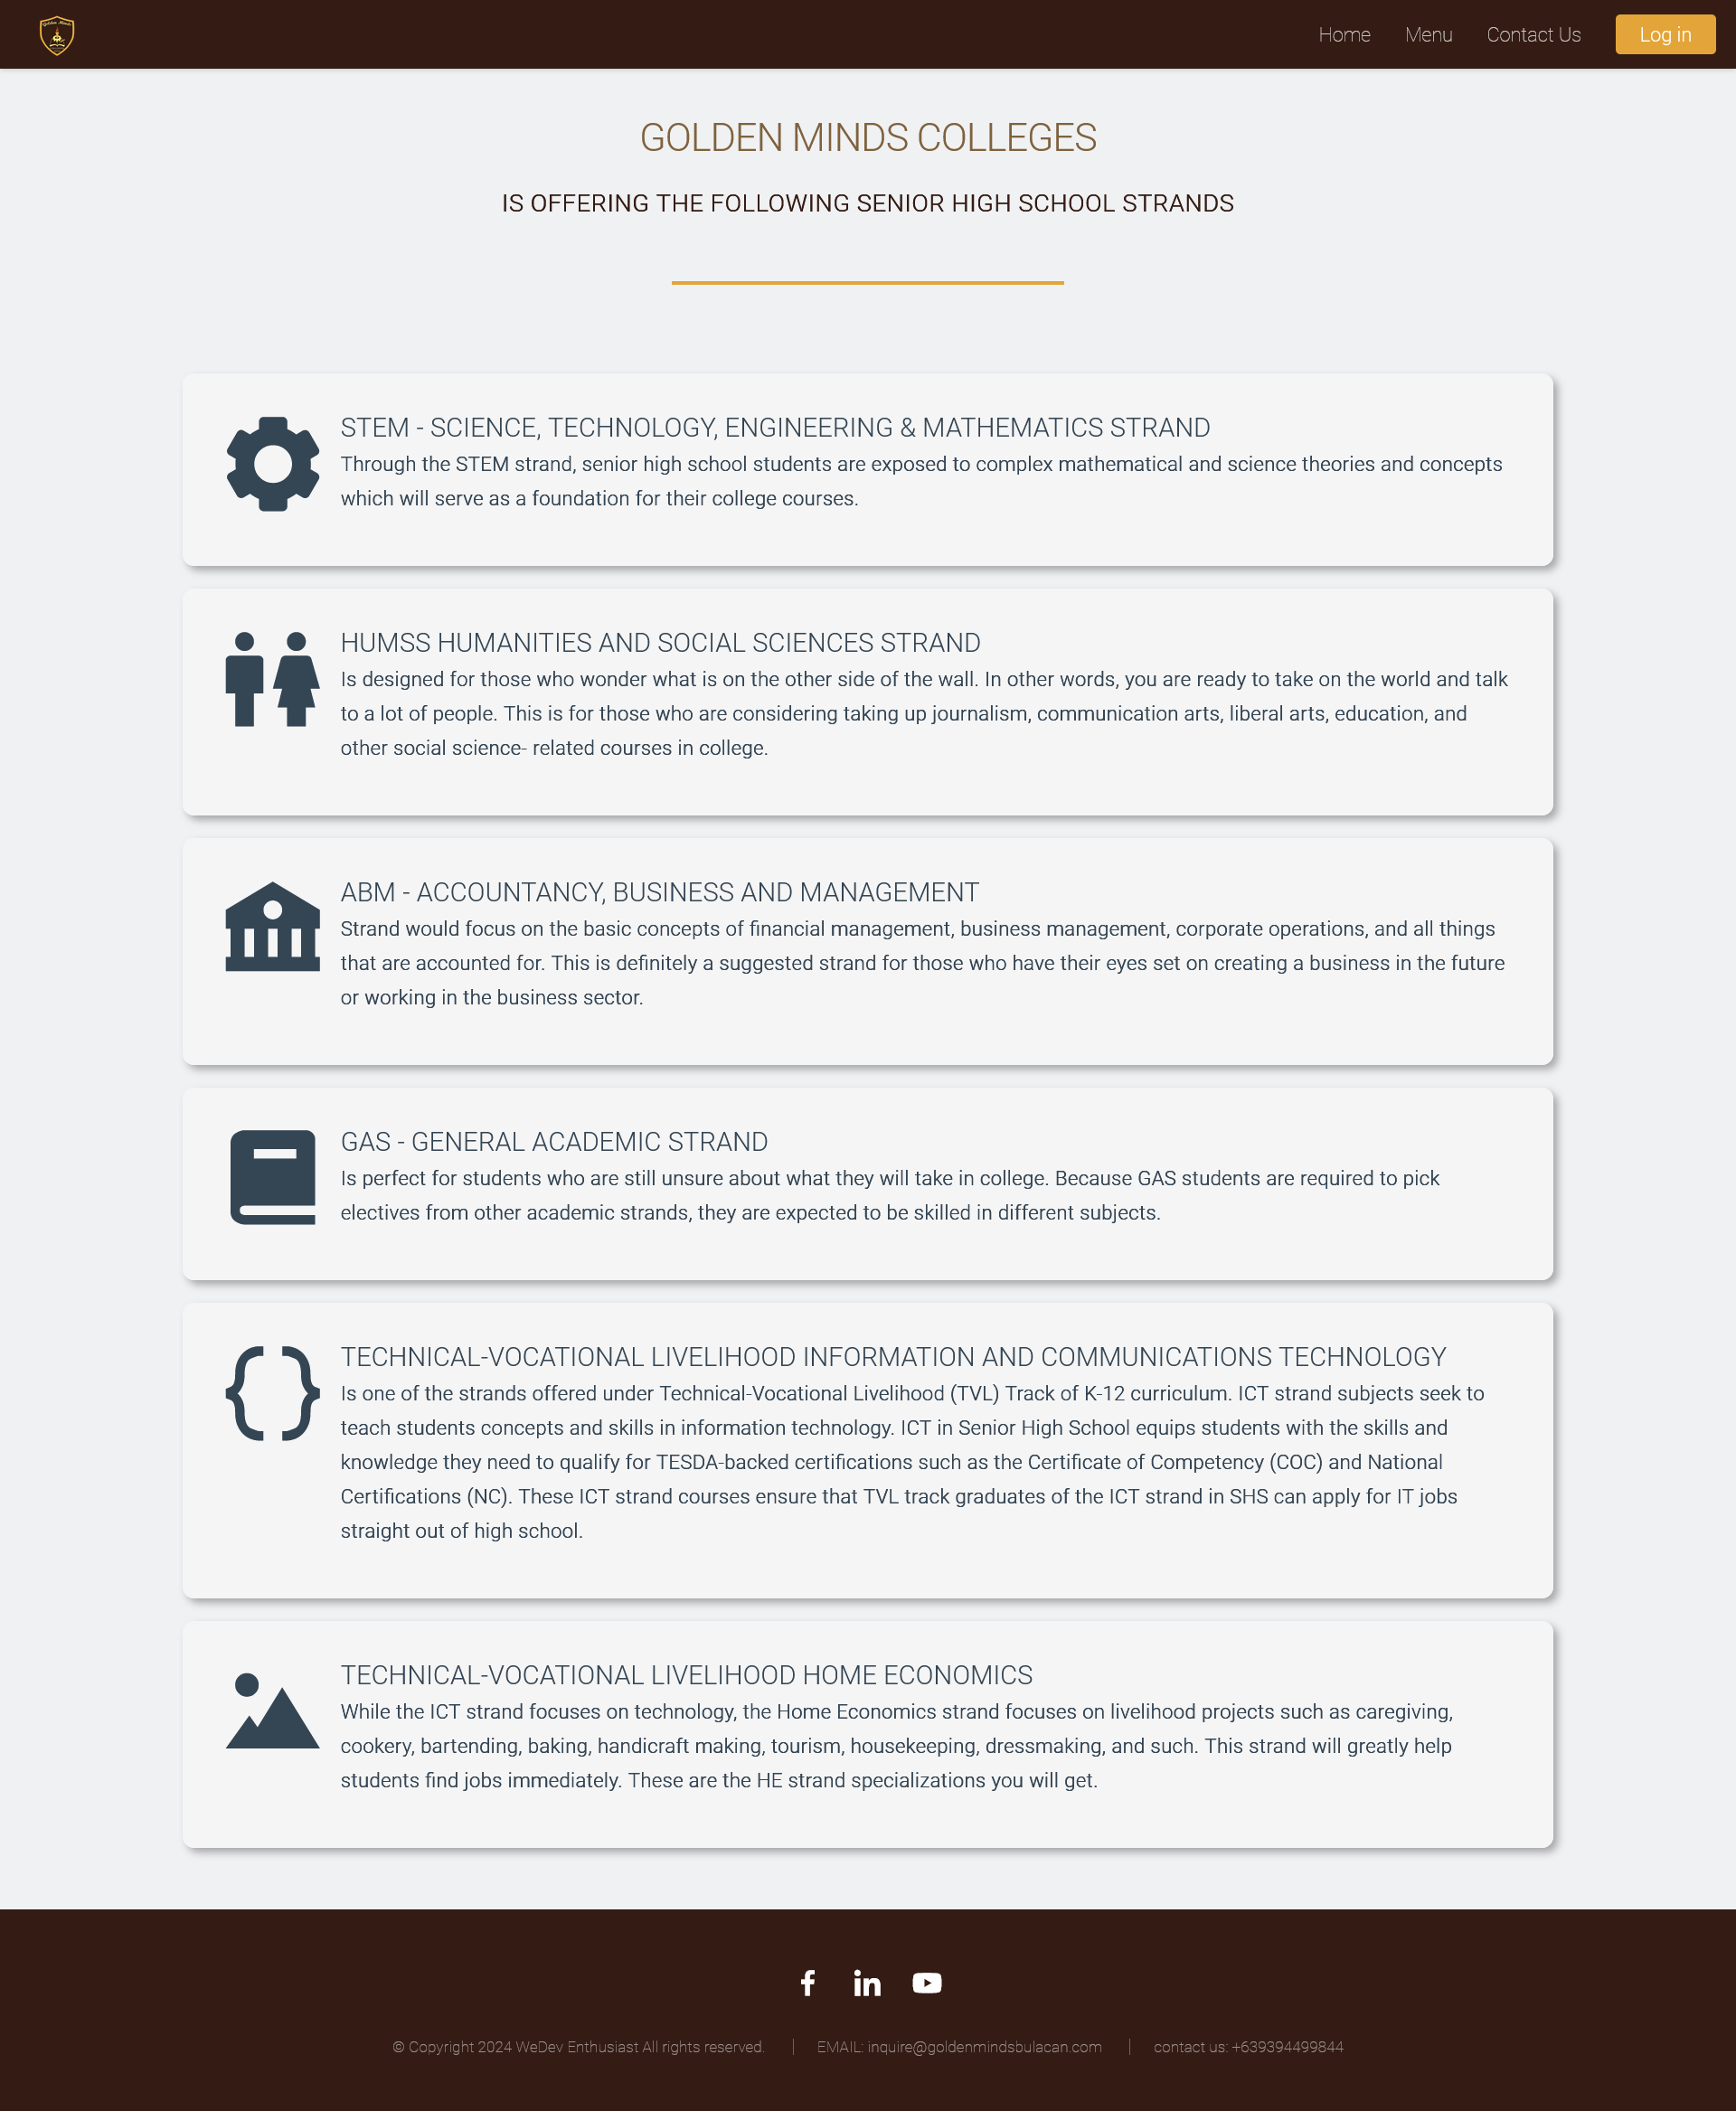 Golden Minds
Home Menu Contact Us Log in
GOLDEN MINDS COLLEGES
IS OFFERING THE FOLLOWING SENIOR HIGH SCHOOL STRANDS
STEM - SCIENCE, TECHNOLOGY, ENGINEERING & MATHEMATICS STRAND
Through the STEM strand, senior high school students are exposed to complex mathematical and science theories and concepts
which will serve as a foundation for their college courses.
HUMSS HUMANITIES AND SOCIAL SCIENCES STRAND
Is designed for those who wonder what is on the other side of the wall. In other words, you are ready to take on the world and talk
to a lot of people. This is for those who are considering taking up journalism, communication arts, liberal arts, education, and
other social science- related courses in college.
ABM - ACCOUNTANCY, BUSINESS AND MANAGEMENT
Strand would focus on the basic concepts of financial management, business management, corporate operations, and all things
that are accounted for. This is definitely a suggested strand for those who have their eyes set on creating a business in the future
or working in the business sector.
GAS - GENERAL ACADEMIC STRAND
Is perfect for students who are still unsure about what they will take in college. Because GAS students are required to pick
electives from other academic strands, they are expected to be skilled in different subjects.
TECHNICAL-VOCATIONAL LIVELIHOOD INFORMATION AND COMMUNICATIONS TECHNOLOGY
Is one of the strands offered under Technical-Vocational Livelihood (TVL) Track of K-12 curriculum. ICT strand subjects seek to
teach students concepts and skills in information technology. ICT in Senior High School equips students with the skills and
knowledge they need to qualify for TESDA-backed certifications such as the Certificate of Competency (COC) and National
Certifications (NC). These ICT strand courses ensure that TVL track graduates of the ICT strand in SHS can apply for IT jobs
straight out of high school.
TECHNICAL-VOCATIONAL LIVELIHOOD HOME ECONOMICS
While the ICT strand focuses on technology, the Home Economics strand focuses on livelihood projects such as caregiving,
cookery, bartending, baking, handicraft making, tourism, housekeeping, dressmaking, and such. This strand will greatly help
students find jobs immediately. These are the HE strand specializations you will get.
© Copyright 2024 WeDev Enthusiast All rights reserved. | EMAIL: inquire@goldenmindsbulacan.com | contact us: +639394499844